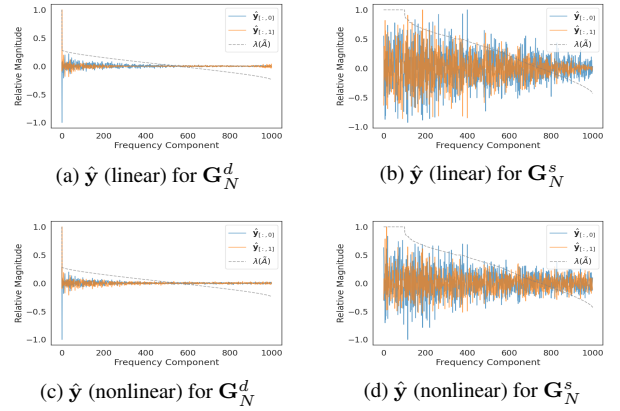 1.0
0.5
0.0
−0.5
−1.0
Relative Magnitude
0 200 400 600 800 1000
Frequency Component
ŷ[:,0]
ŷ[:,1]
λ(Ã)
(a) ŷ (linear) for G_N^d
1.0
0.5
0.0
−0.5
−1.0
Relative Magnitude
0 200 400 600 800 1000
Frequency Component
ŷ[:,0]
ŷ[:,1]
λ(Ã)
(b) ŷ (linear) for G_N^s
1.0
0.5
0.0
−0.5
−1.0
Relative Magnitude
0 200 400 600 800 1000
Frequency Component
ŷ[:,0]
ŷ[:,1]
λ(Ã)
(c) ŷ (nonlinear) for G_N^d
1.0
0.5
0.0
−0.5
−1.0
Relative Magnitude
0 200 400 600 800 1000
Frequency Component
ŷ[:,0]
ŷ[:,1]
λ(Ã)
(d) ŷ (nonlinear) for G_N^s